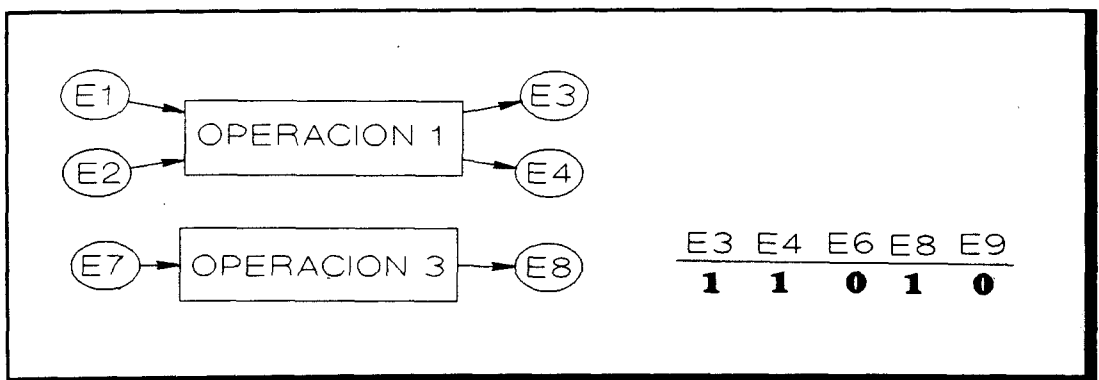 E1 E3
OPERACION 1
E2 E4
E7 OPERACION 3 E8
E3 E4 E6 E8 E9
1 1 0 1 0